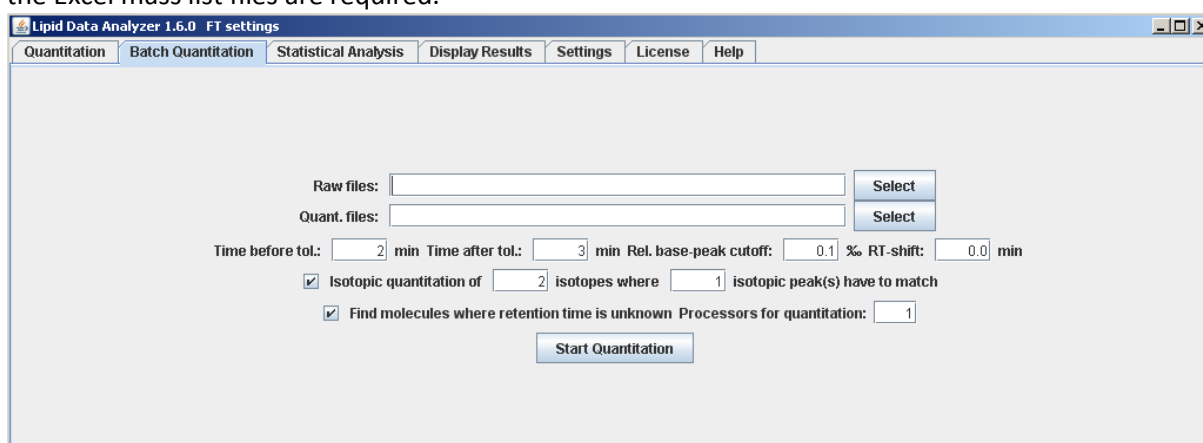 the Excel mass list files are required.
Lipid Data Analyzer 1.6.0 FT settings
Quantitation Batch Quantitation Statistical Analysis Display Results Settings License Help
Raw files: Select
Quant. files: Select
Time before tol.: 2 min Time after tol.: 3 min Rel. base-peak cutoff: 0.1 ‰ RT-shift: 0.0 min
Isotopic quantitation of 2 isotopes where 1 isotopic peak(s) have to match
Find molecules where retention time is unknown Processors for quantitation: 1
Start Quantitation